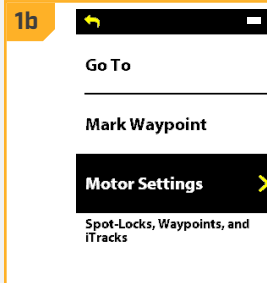 1b
Go To
Mark Waypoint
Motor Settings
Spot-Locks, Waypoints, and
iTracks